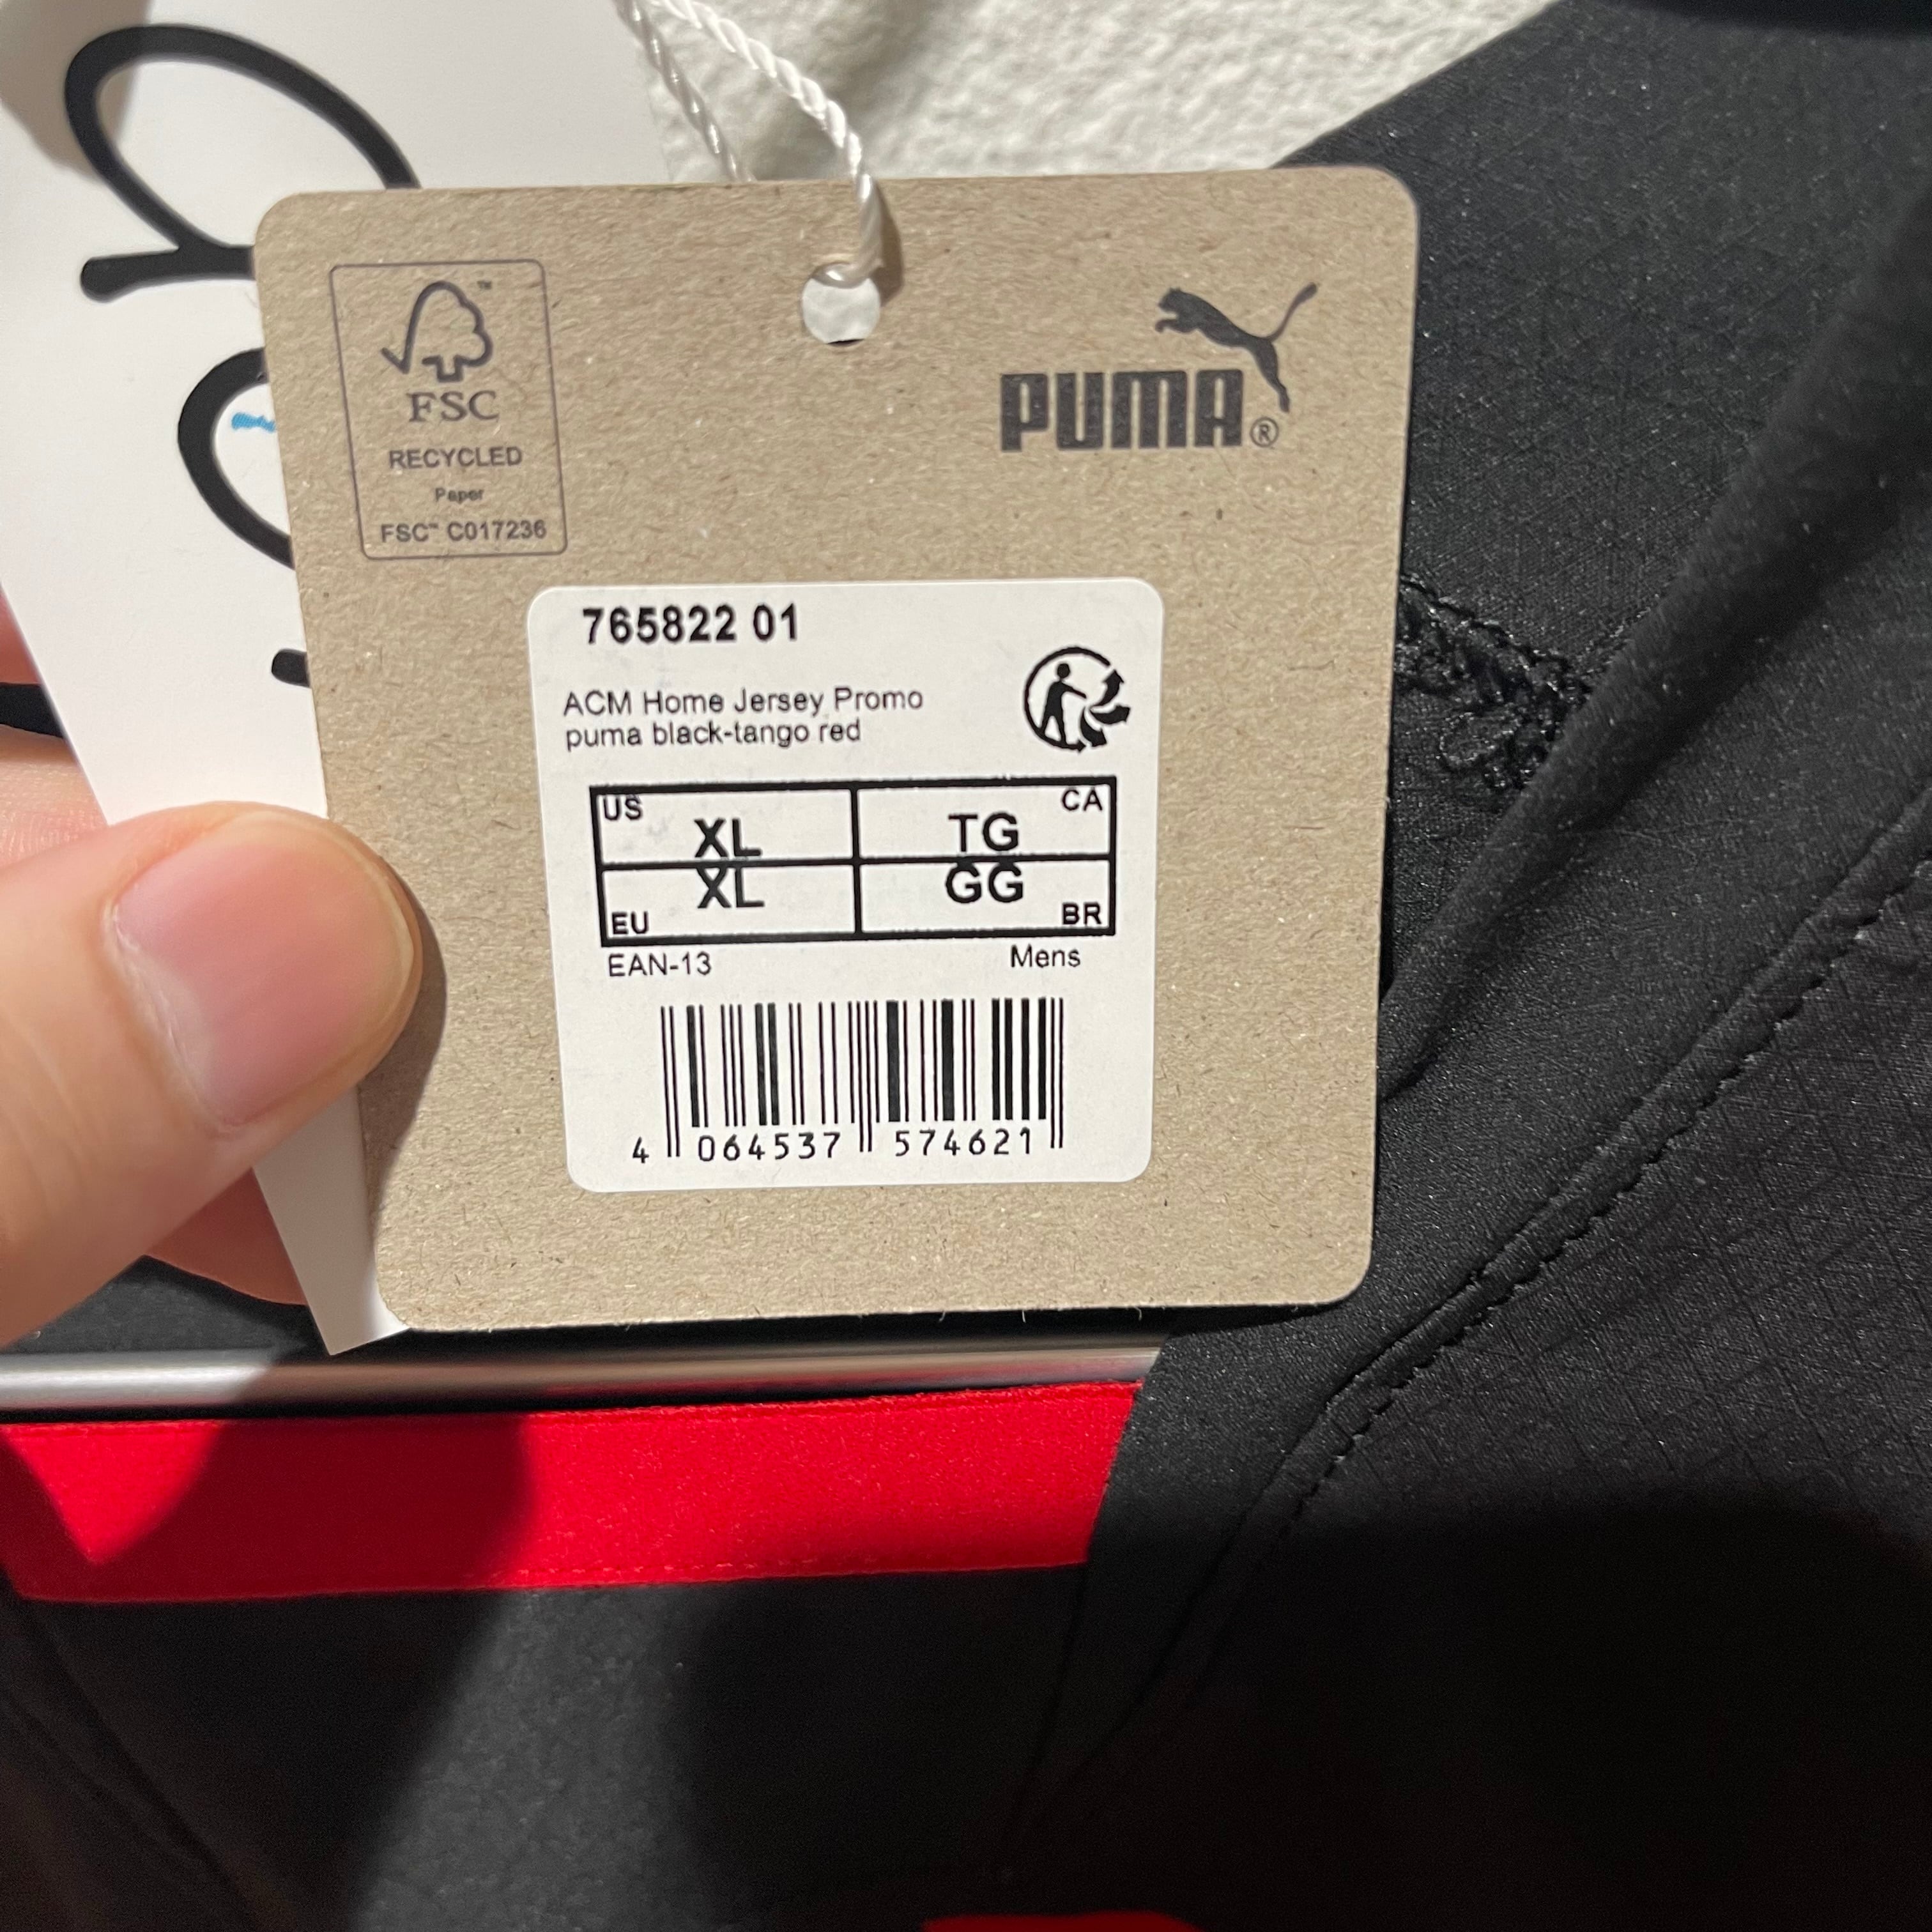 ™
FSC
RECYCLED
Paper
FSC™ C017236
PUMA®
765822 01
ACM Home Jersey Promo
puma black-tango red
US XL TG CA
EU XL GG BR
EAN-13 Mens
4 064537 574621